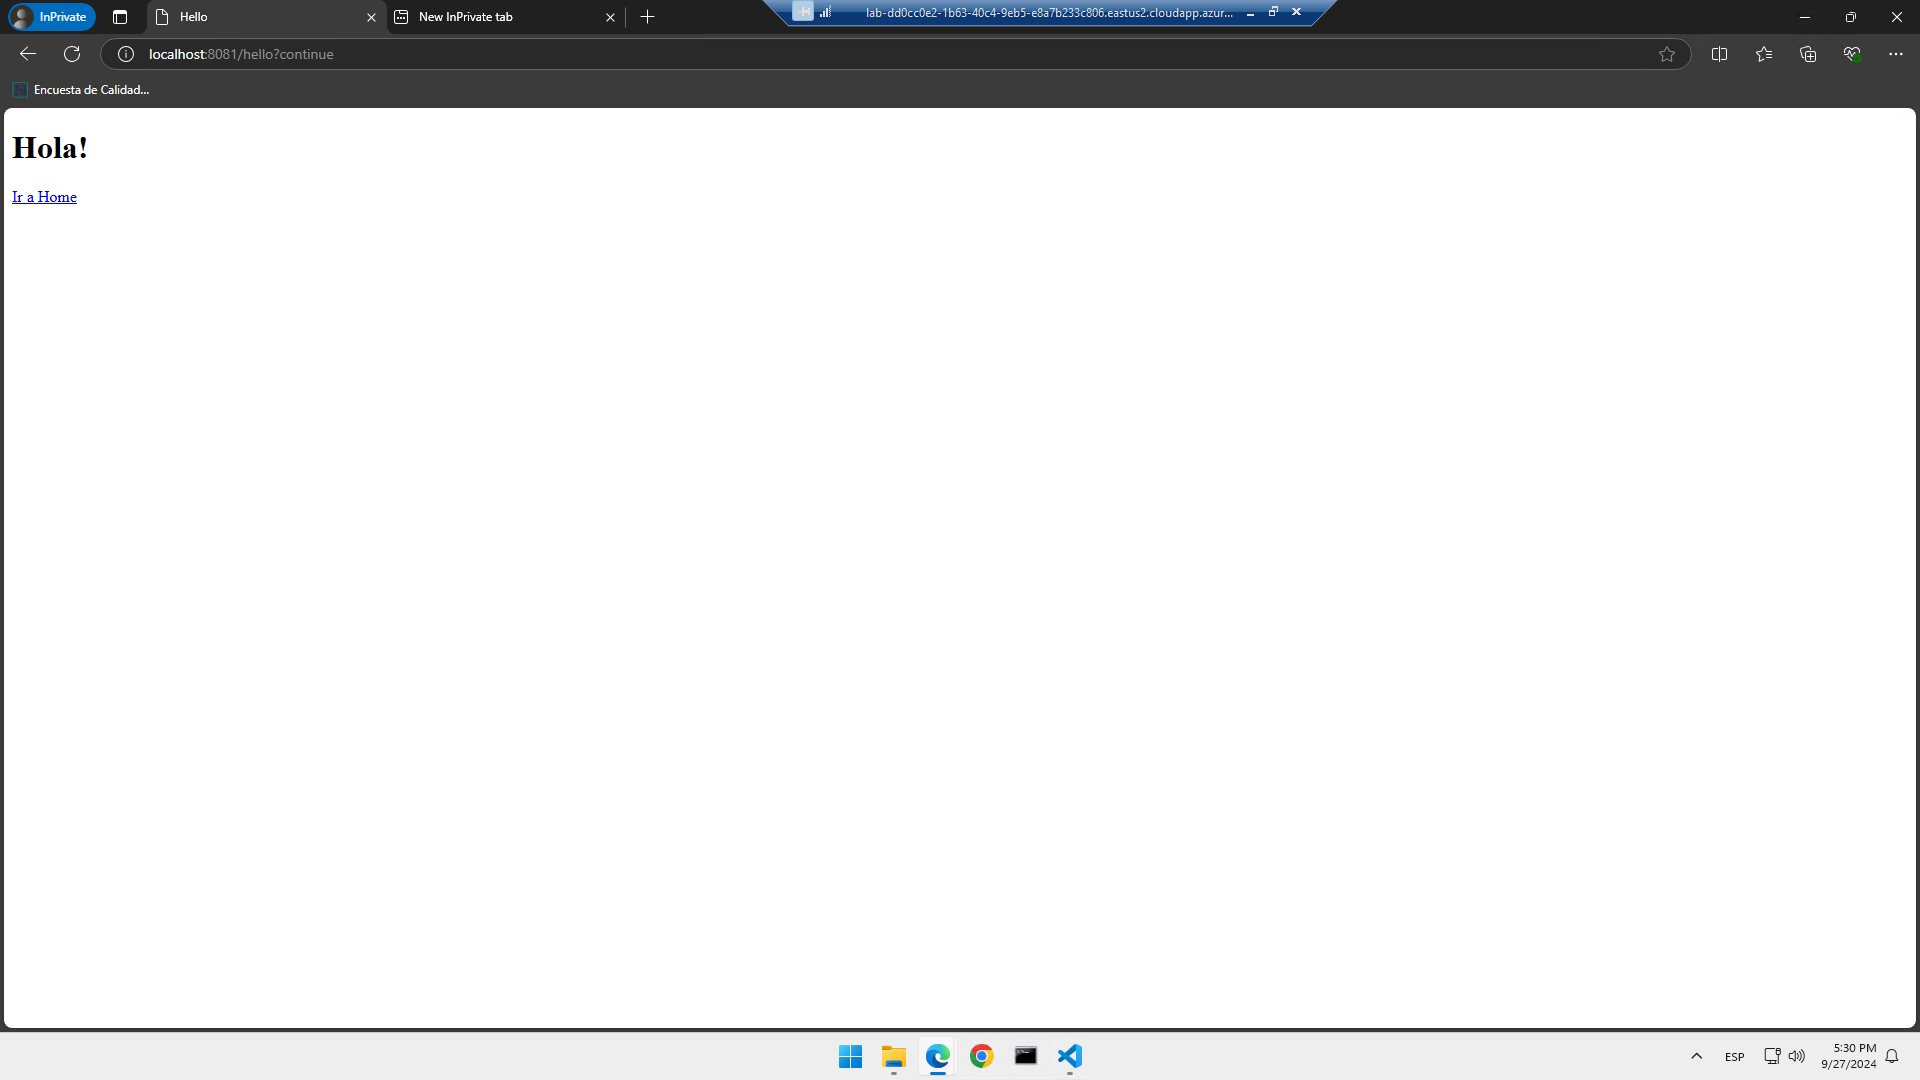 InPrivate
Hello
New InPrivate tab
lab-dd0cc0e2-1b63-40c4-9eb5-e8a7b233c806.eastus2.cloudapp.azur...
localhost:8081/hello?continue
Encuesta de Calidad...
Hola!
Ir a Home
ESP
5:30 PM
9/27/2024